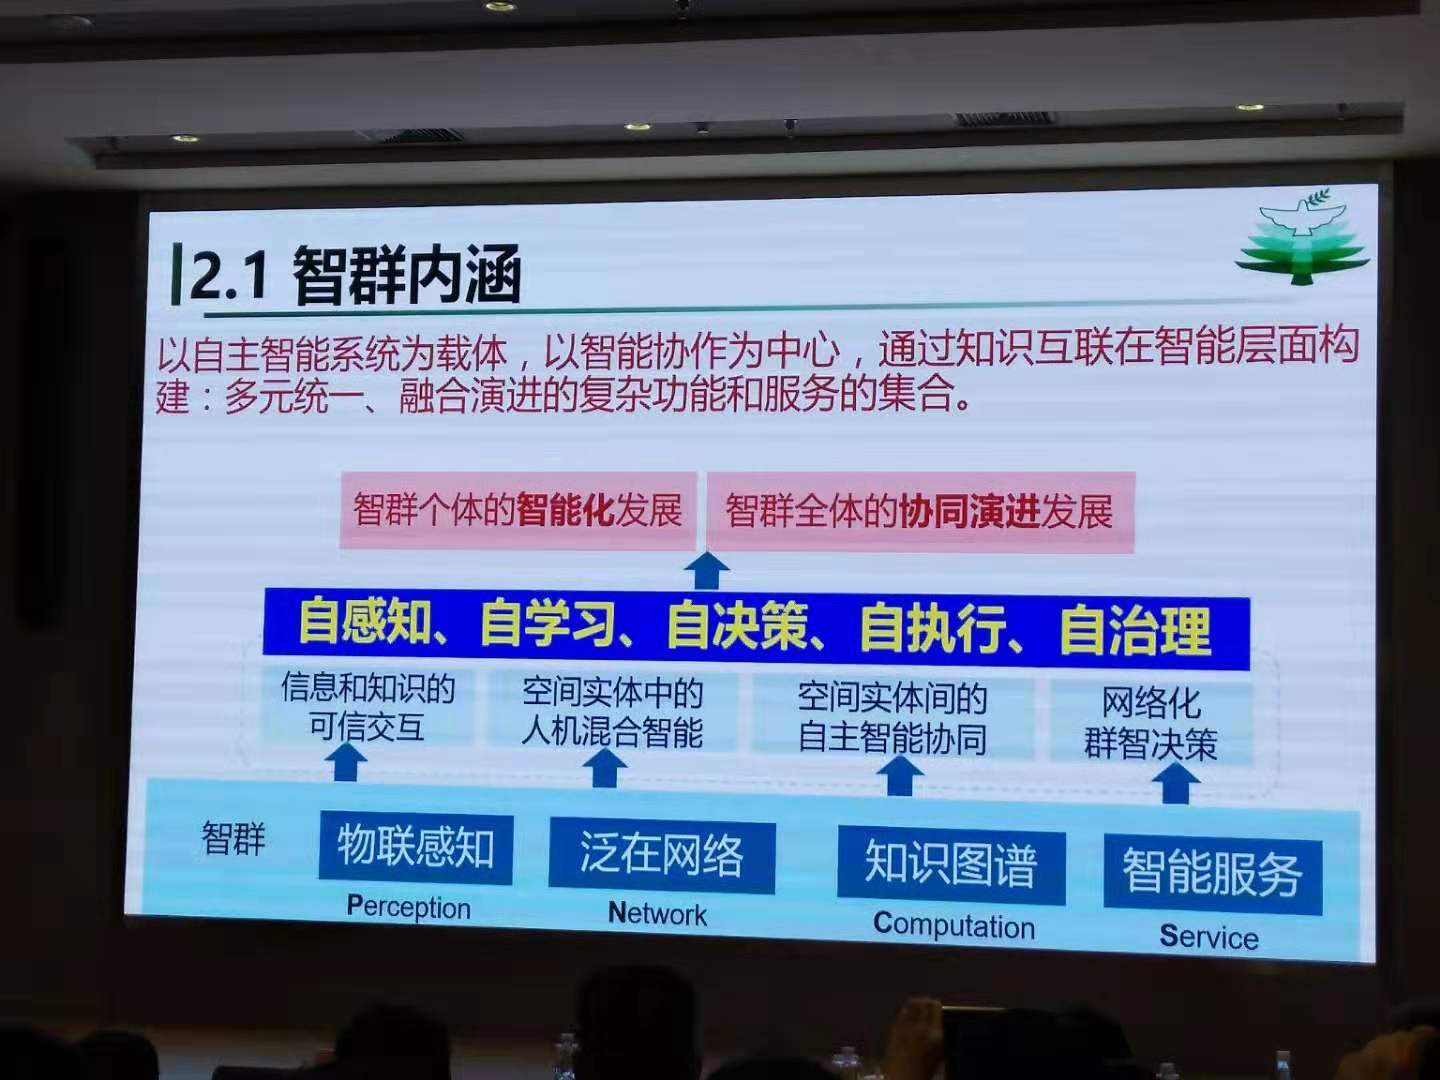 2.1 智群内涵
以自主智能系统为载体，以智能协作为中心，通过知识互联在智能层面构
建：多元统一、融合演进的复杂功能和服务的集合。
智群个体的智能化发展
智群全体的协同演进发展
自感知、自学习、自决策、自执行、自治理
信息和知识的
可信交互
空间实体中的
人机混合智能
空间实体间的
自主智能协同
网络化
群智决策
智群
物联感知
泛在网络
知识图谱
智能服务
Perception
Network
Computation
Service